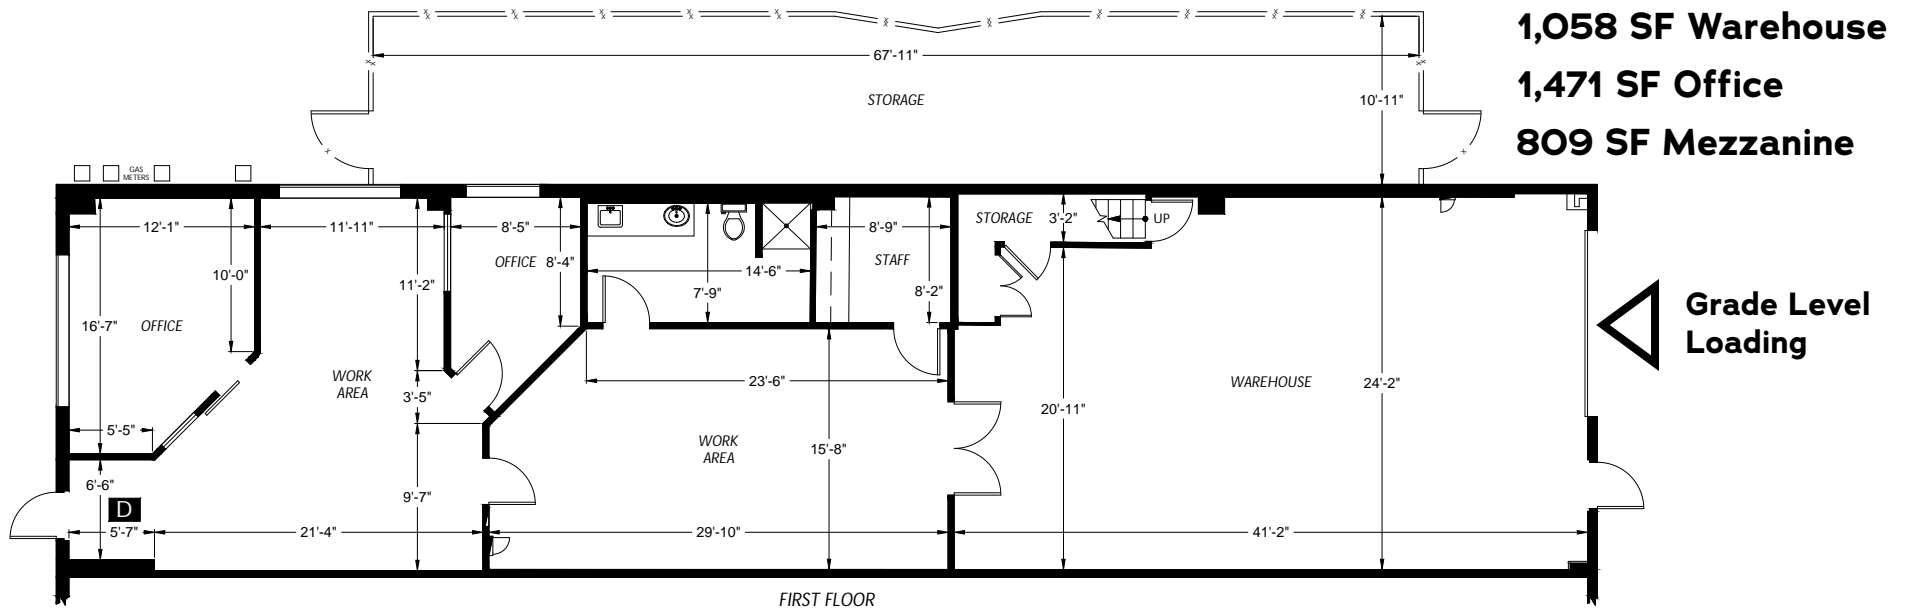 1,058 SF Warehouse
1,471 SF Office
809 SF Mezzanine
67'-11"
STORAGE
10'-11"
GAS
METERS
12'-1"
11'-11"
8'-5"
8'-9"
STORAGE
3'-2"
UP
10'-0"
11'-2"
OFFICE
8'-4"
14'-6"
STAFF
7'-9"
8'-2"
16'-7"
OFFICE
Grade Level
Loading
WORK
AREA
3'-5"
23'-6"
WAREHOUSE
24'-2"
20'-11"
5'-5"
WORK
AREA
15'-8"
6'-6"
9'-7"
D
5'-7"
21'-4"
29'-10"
41'-2"
FIRST FLOOR